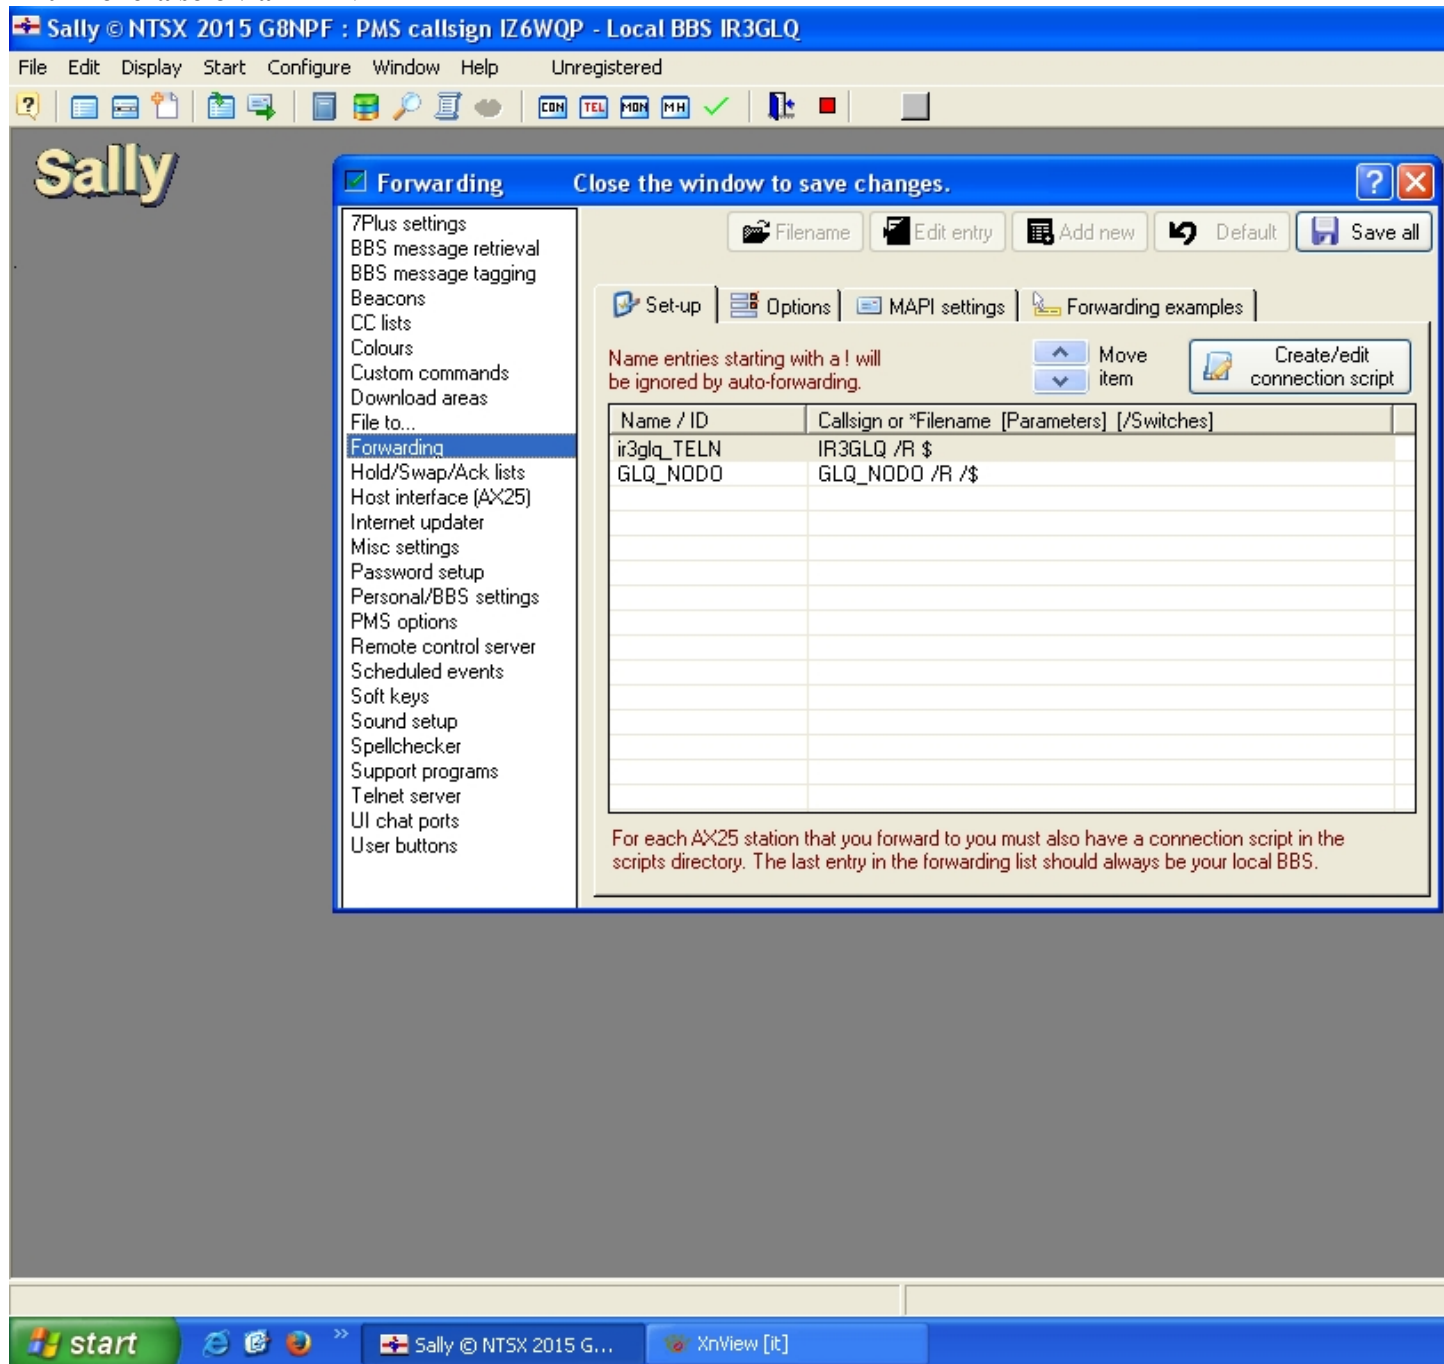 Sally © NTSX 2015 G8NPF : PMS callsign IZ6WQP - Local BBS IR3GLQ
File Edit Display Start Configure Window Help Unregistered
CON TEL MON MH
Sally
Forwarding Close the window to save changes.
7Plus settings
BBS message retrieval
BBS message tagging
Beacons
CC lists
Colours
Custom commands
Download areas
File to...
Forwarding
Hold/Swap/Ack lists
Host interface (AX25)
Internet updater
Misc settings
Password setup
Personal/BBS settings
PMS options
Remote control server
Scheduled events
Soft keys
Sound setup
Spellchecker
Support programs
Telnet server
UI chat ports
User buttons
Filename Edit entry Add new Default Save all
Set-up Options MAPI settings Forwarding examples
Name entries starting with a ! will
be ignored by auto-forwarding.
Move
item
Create/edit
connection script
Name / ID Callsign or *Filename [Parameters] [/Switches]
ir3glq_TELN IR3GLQ /R $
GLQ_NODO GLQ_NODO /R /$
For each AX25 station that you forward to you must also have a connection script in the
scripts directory. The last entry in the forwarding list should always be your local BBS.
start » Sally © NTSX 2015 G... XnView [it]